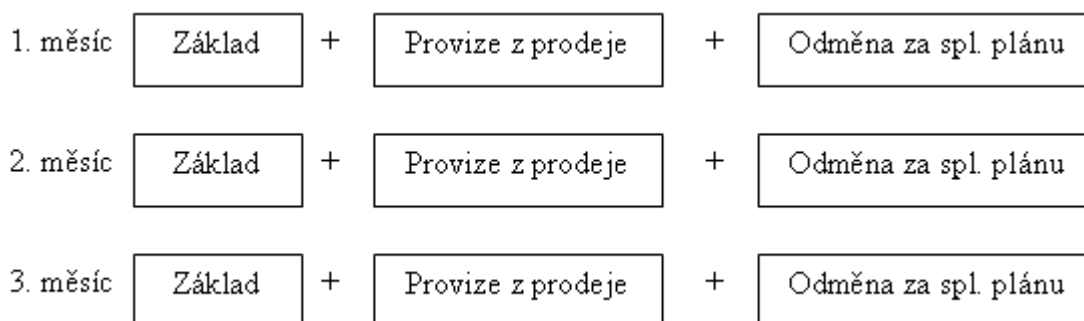 1. měsíc Základ + Provize z prodeje + Odměna za spl. plánu
2. měsíc Základ + Provize z prodeje + Odměna za spl. plánu
3. měsíc Základ + Provize z prodeje + Odměna za spl. plánu